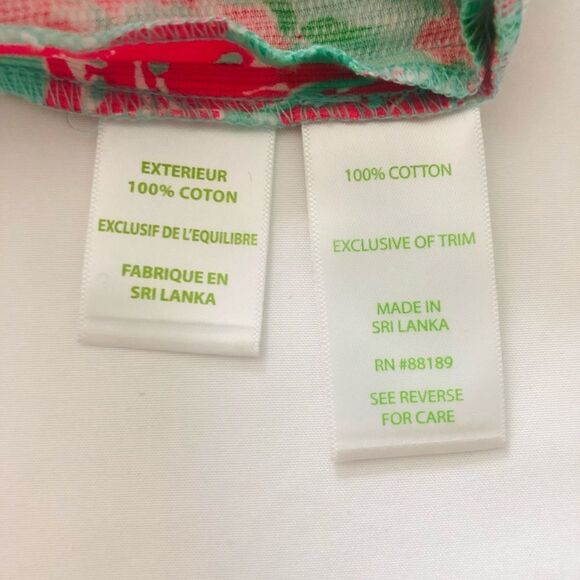 EXTERIEUR
100% COTON
EXCLUSIF DE L'EQUILIBRE
FABRIQUE EN
SRI LANKA
100% COTTON
EXCLUSIVE OF TRIM
MADE IN
SRI LANKA
RN #88189
SEE REVERSE
FOR CARE